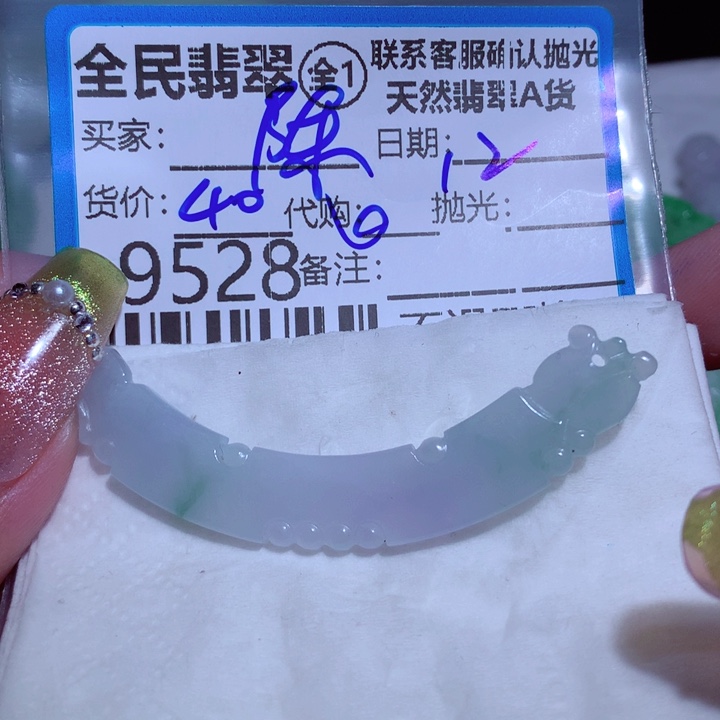 全民翡翠 全1 联系客服确认抛光
天然翡翠A货
买家: 陈 日期: 12
货价: 40 代购: 10 抛光:
9528 备注: